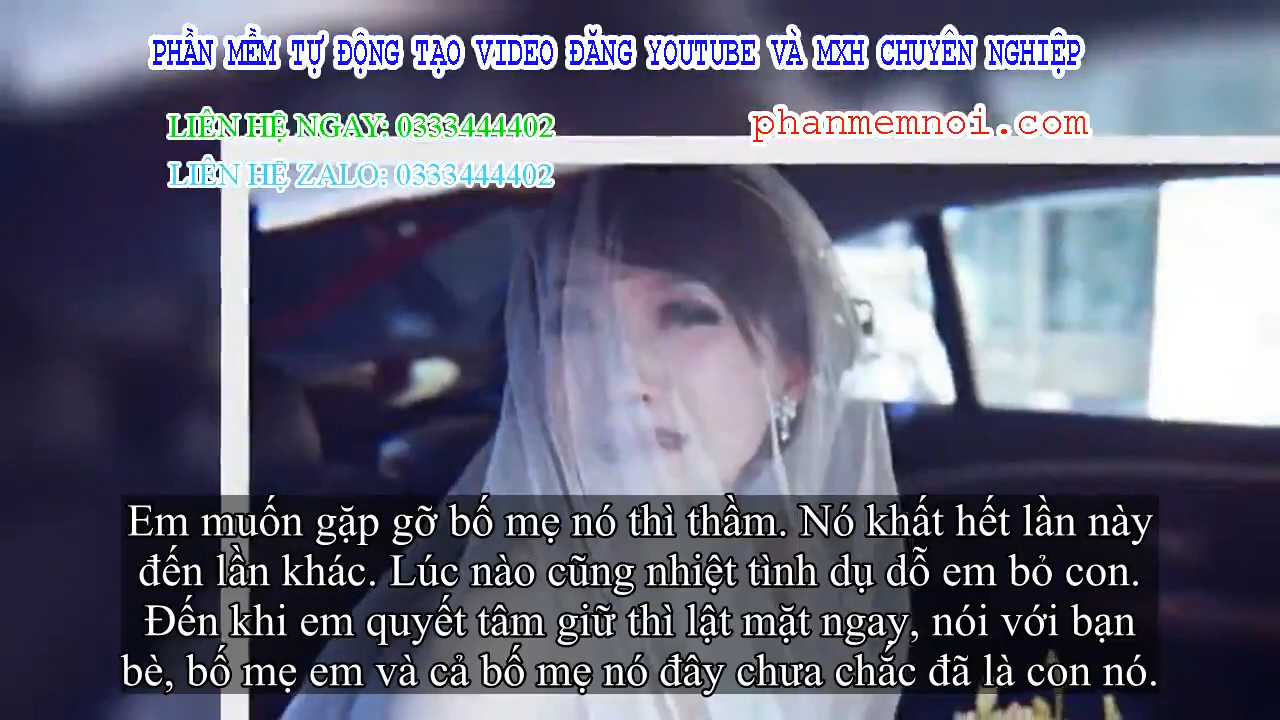 PHẦN MỀM TỰ ĐỘNG TẠO VIDEO ĐĂNG YOUTUBE VÀ MXH CHUYÊN NGHIỆP
LIÊN HỆ NGAY: 0333444402
phanmemnoi.com
LIÊN HỆ ZALO: 0333444402
Em muốn gặp gỡ bố mẹ nó thì thầm. Nó khất hết lần này
đến lần khác. Lúc nào cũng nhiệt tình dụ dỗ em bỏ con.
Đến khi em quyết tâm giữ thì lật mặt ngay, nói với bạn
bè, bố mẹ em và cả bố mẹ nó đây chưa chắc đã là con nó.